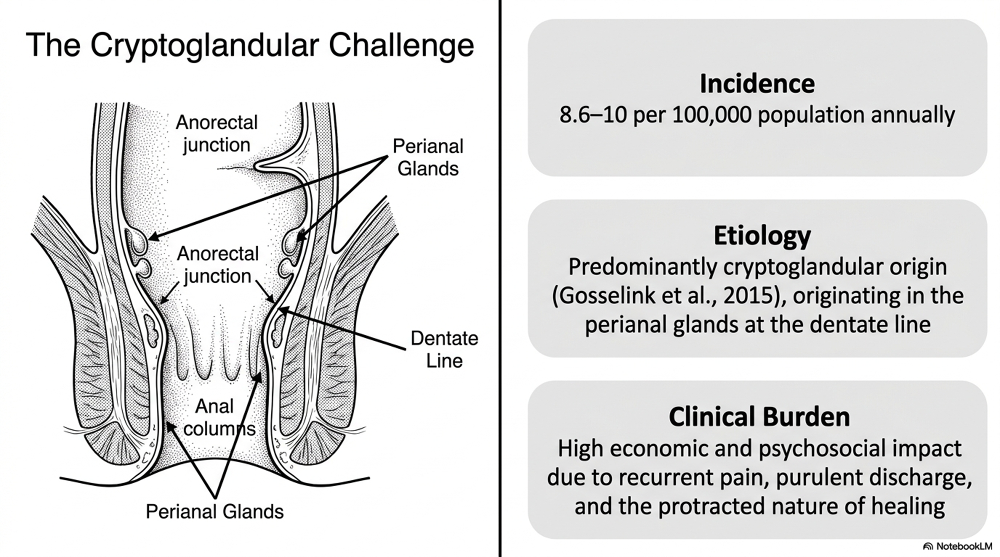 The Cryptoglandular Challenge
Anorectal
junction
Perianal
Glands
Anorectal
junction
Dentate
Line
Anal
columns
Perianal Glands
Incidence
8.6–10 per 100,000 population annually
Etiology
Predominantly cryptoglandular origin
(Gosselink et al., 2015), originating in the
perianal glands at the dentate line
Clinical Burden
High economic and psychosocial impact
due to recurrent pain, purulent discharge,
and the protracted nature of healing
NotebookLM